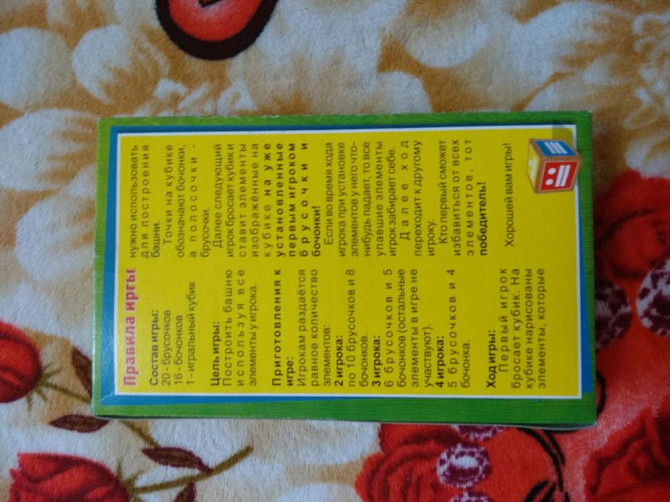 Правила иргы
Состав игры:
20 - брусочков
16 - бочонков
1 - игральный кубик
Цель игры:
Построить башню
используя все
элементы у игрока.
Приготовления к
игре:
Игрокам раздаётся
равное количество
элементов:
2 игрока:
по 10 брусочков и 8
бочонков.
3 игрока:
6 брусочков и 5
бочонков (остальные
элементы в игре не
участвуют).
4 игрока:
5 брусочков и 4
бочонка.
Ход игры:
Первый игрок
бросает кубик. На
кубике нарисованы
элементы, которые
нужно использовать
для построения
башни.
Точки на кубике
обозначают бочонки,
а полосочки -
брусочки.
Далее следующий
игрок бросает кубик и
ставит элементы
изображённые на
кубике на уже
установленные
первым игроком
брусочки и
бочонки!
Если во время хода
игрока при установке
элементов у него что-
нибудь падает, то все
упавшие элементы
игрок забирает себе.
Далее ход
переходит к другому
игроку.
Кто первый сможет
избавиться от всех
элементов, тот
победитель!
Хорошей вам игры!